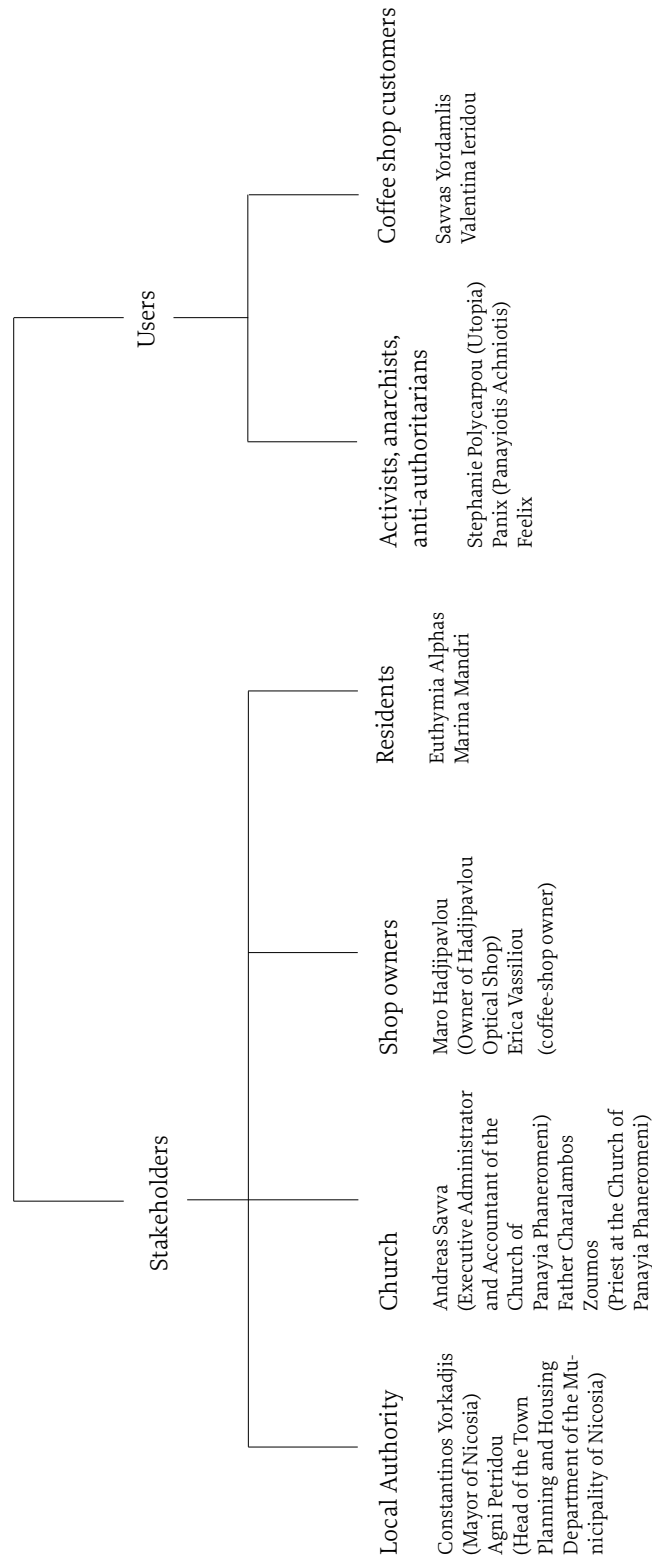 Stakeholders
Users
Local Authority
Constantinos Yorkadjis
(Mayor of Nicosia)
Agni Petridou
(Head of the Town
Planning and Housing
Department of the Mu-
nicipality of Nicosia)
Church
Andreas Savva
(Executive Administrator
and Accountant of the
Church of
Panayia Phaneromeni)
Father Charalambos
Zoumos
(Priest at the Church of
Panayia Phaneromeni)
Shop owners
Maro Hadjipavlou
(Owner of Hadjipavlou
Optical Shop)
Erica Vassiliou
(coffee-shop owner)
Residents
Euthymia Alphas
Marina Mandri
Activists, anarchists,
anti-authoritarians
Stephanie Polycarpou (Utopia)
Panix (Panayiotis Achniotis)
Feelix
Coffee shop customers
Savvas Yordamlis
Valentina Ieridou